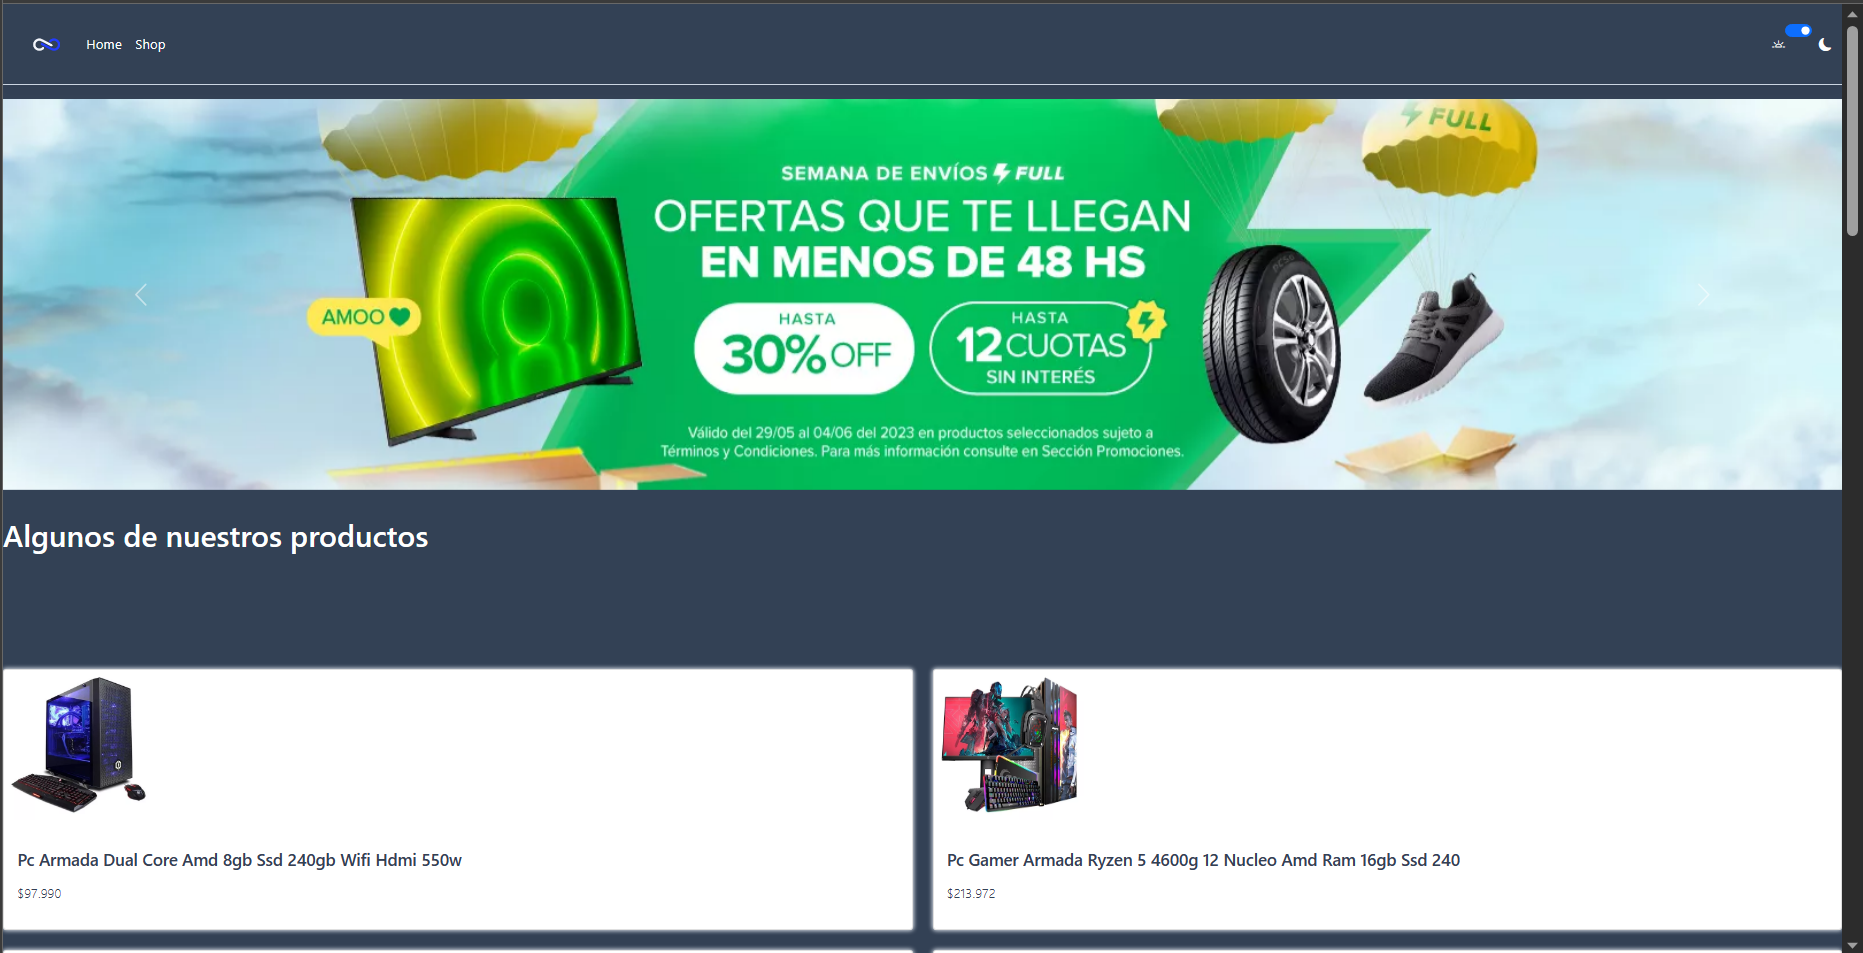 Home Shop
FULL
SEMANA DE ENVÍOS FULL
OFERTAS QUE TE LLEGAN
EN MENOS DE 48 HS
AMOO
HASTA
30% OFF
HASTA
12 CUOTAS
SIN INTERÉS
Válido del 29/05 al 04/06 del 2023 en productos seleccionados sujeto a
Términos y Condiciones. Para más información consulte en Sección Promociones.
Algunos de nuestros productos
Pc Armada Dual Core Amd 8gb Ssd 240gb Wifi Hdmi 550w
$97.990
Pc Gamer Armada Ryzen 5 4600g 12 Nucleo Amd Ram 16gb Ssd 240
$213.972